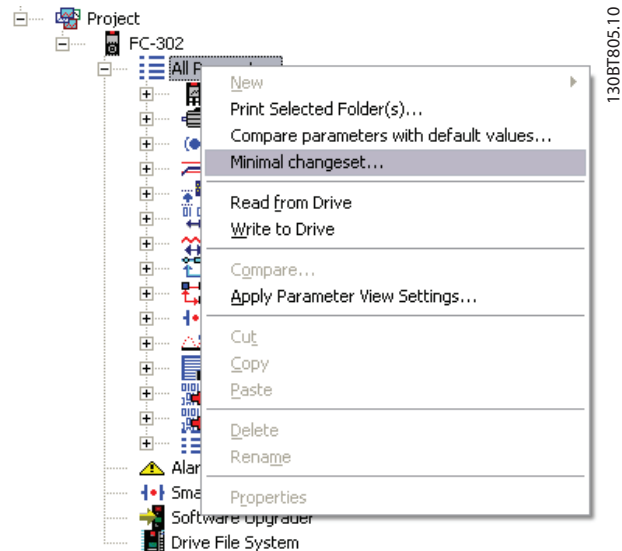 Project
FC-302
All
New
Print Selected Folder(s)...
Compare parameters with default values...
Minimal changeset...
Read from Drive
Write to Drive
Compare...
Apply Parameter View Settings...
Cut
Copy
Paste
Delete
Rename
Properties
Software Upgrader
Drive File System
130BT805.10